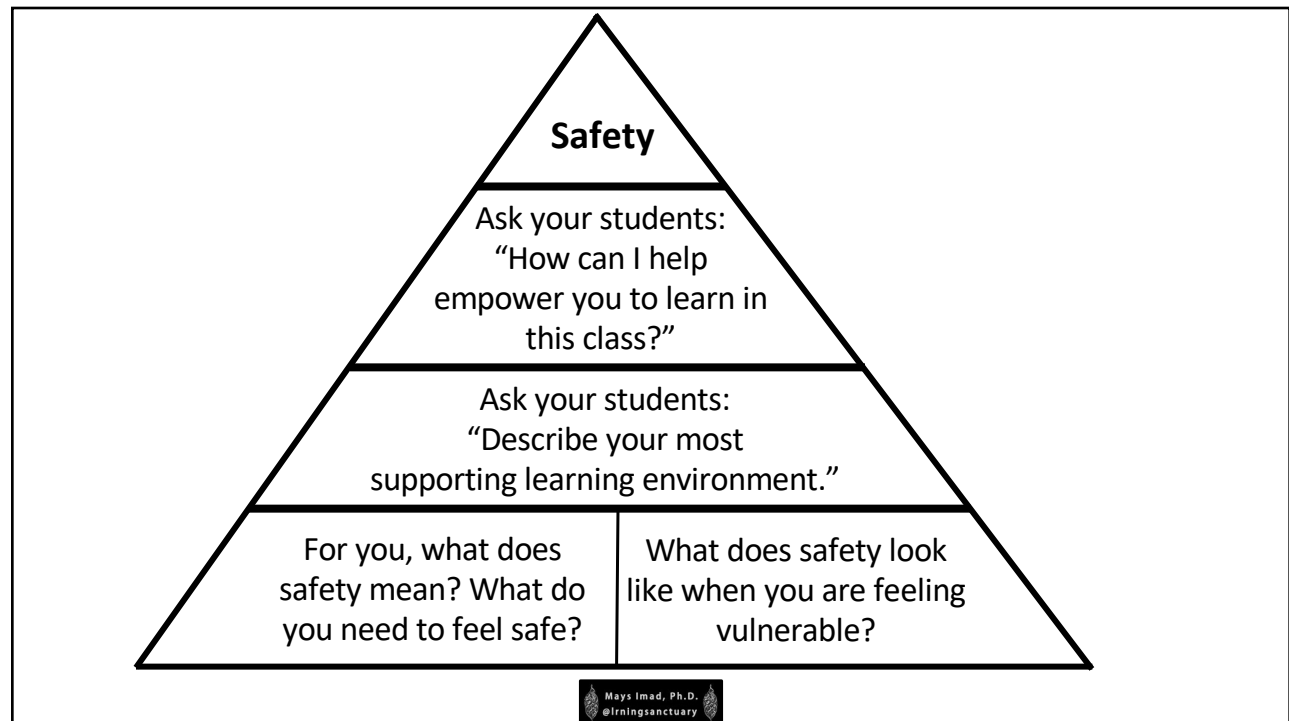 Safety
Ask your students:
“How can I help
empower you to learn in
this class?”
Ask your students:
“Describe your most
supporting learning environment.”
For you, what does
safety mean? What do
you need to feel safe?
What does safety look
like when you are feeling
vulnerable?
Mays Imad, Ph.D.
@lrningsanctuary